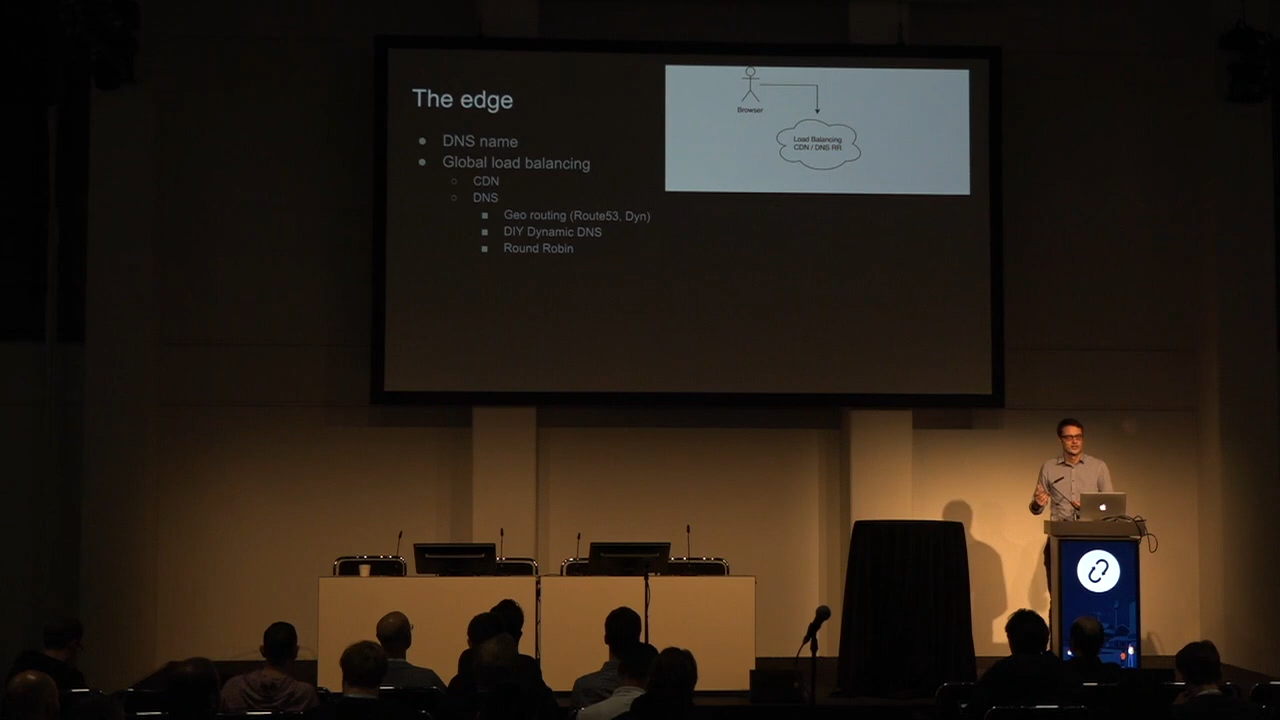 The edge
● DNS name
● Global load balancing
○ CDN
○ DNS
■ Geo routing (Route53, Dyn)
■ DIY Dynamic DNS
■ Round Robin
Browser
Load Balancing
CDN / DNS RR